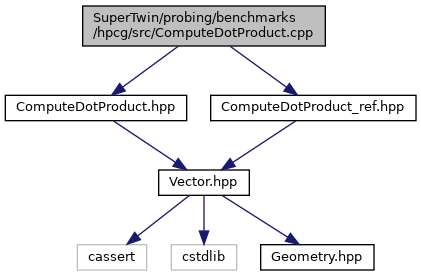 SuperTwin/probing/benchmarks
/hpcg/src/ComputeDotProduct.cpp
ComputeDotProduct.hpp
ComputeDotProduct_ref.hpp
Vector.hpp
cassert
cstdlib
Geometry.hpp